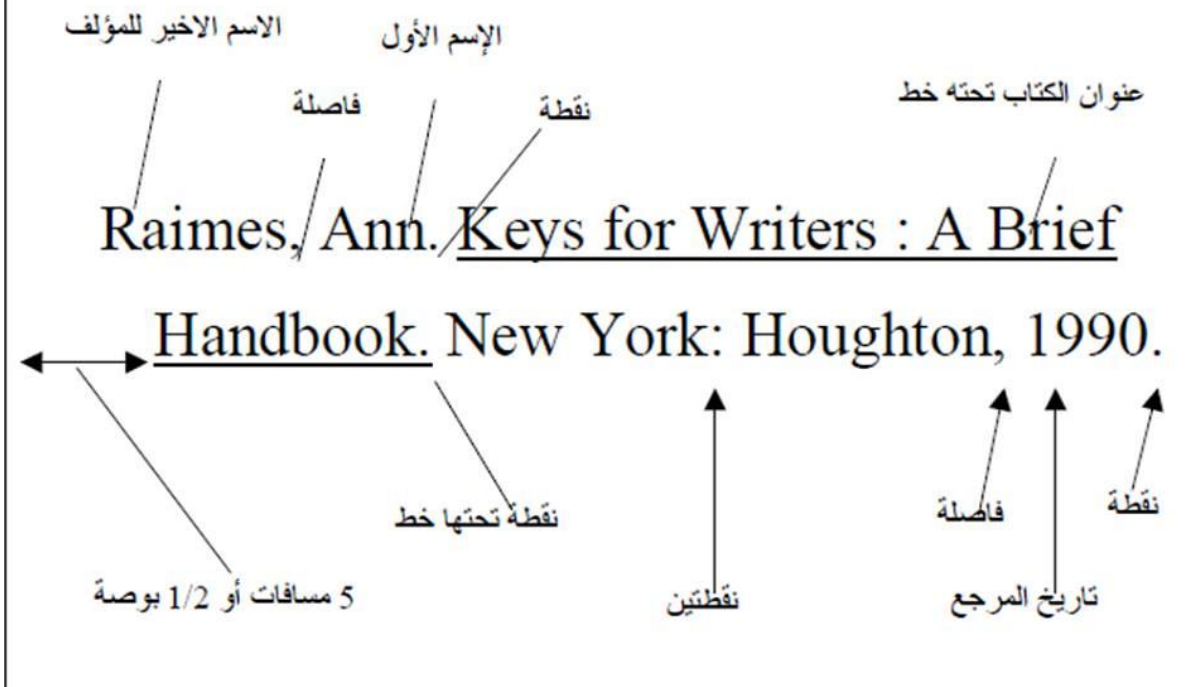 الاسم الاخير للمؤلف
الإسم الأول
عنوان الكتاب تحته خط
فاصلة
نقطة
Raimes, Ann. Keys for Writers : A Brief
Handbook. New York: Houghton, 1990.
نقطة تحتها خط
فاصلة
نقطة
5 مسافات أو 1/2 بوصة
نقطتين
تاريخ المرجع